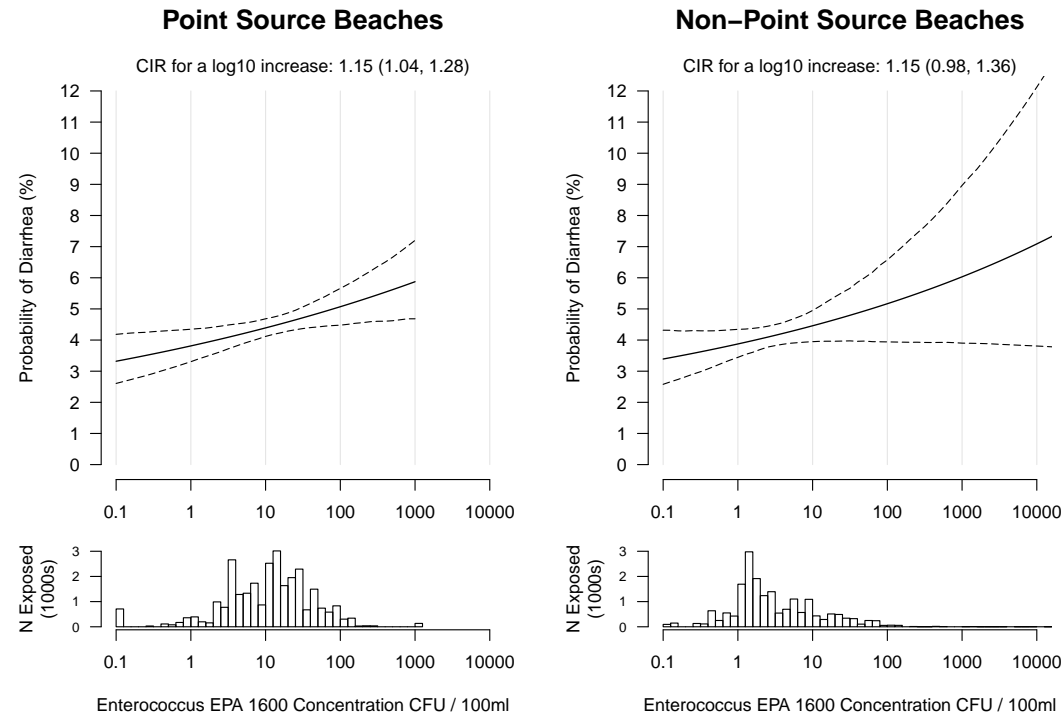 Point Source Beaches
CIR for a log10 increase: 1.15 (1.04, 1.28)
Probability of Diarrhea (%)
12
11
10
9
8
7
6
5
4
3
2
1
0
0.1 1 10 100 1000 10000
N Exposed
(1000s)
3
2
1
0
0.1 1 10 100 1000 10000
Enterococcus EPA 1600 Concentration CFU / 100ml
Non−Point Source Beaches
CIR for a log10 increase: 1.15 (0.98, 1.36)
Probability of Diarrhea (%)
12
11
10
9
8
7
6
5
4
3
2
1
0
0.1 1 10 100 1000 10000
N Exposed
(1000s)
3
2
1
0
0.1 1 10 100 1000 10000
Enterococcus EPA 1600 Concentration CFU / 100ml